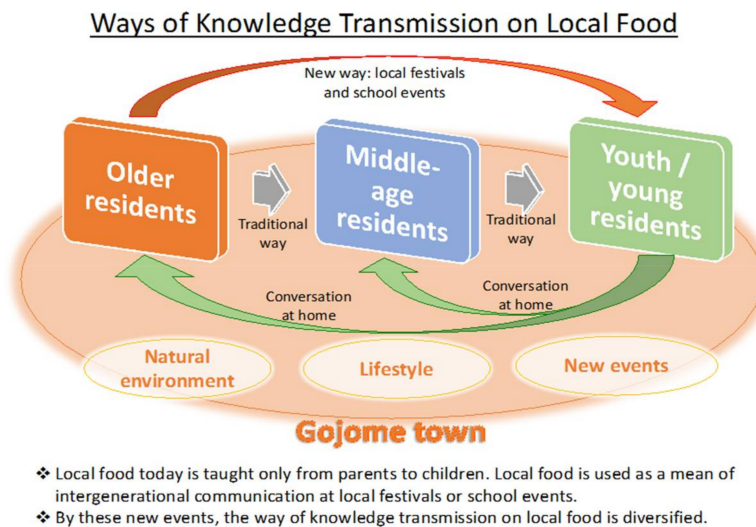 Ways of Knowledge Transmission on Local Food
New way: local festivals
and school events
Older
residents
Traditional
way
Middle-
age
residents
Traditional
way
Youth /
young
residents
Conversation
at home
Conversation
at home
Natural
environment
Lifestyle
New events
Gojome town
❖ Local food today is taught only from parents to children. Local food is used as a mean of
intergenerational communication at local festivals or school events.
❖ By these new events, the way of knowledge transmission on local food is diversified.